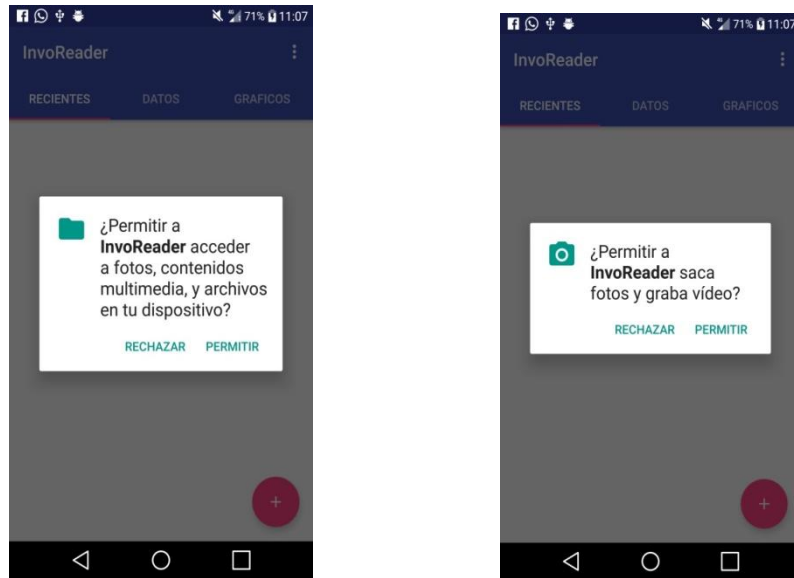 71% 11:07
InvoReader
RECIENTES DATOS GRAFICOS
¿Permitir a
InvoReader acceder
a fotos, contenidos
multimedia, y archivos
en tu dispositivo?
RECHAZAR PERMITIR
+
71% 11:07
InvoReader
RECIENTES DATOS GRAFICOS
¿Permitir a
InvoReader saca
fotos y graba vídeo?
RECHAZAR PERMITIR
+